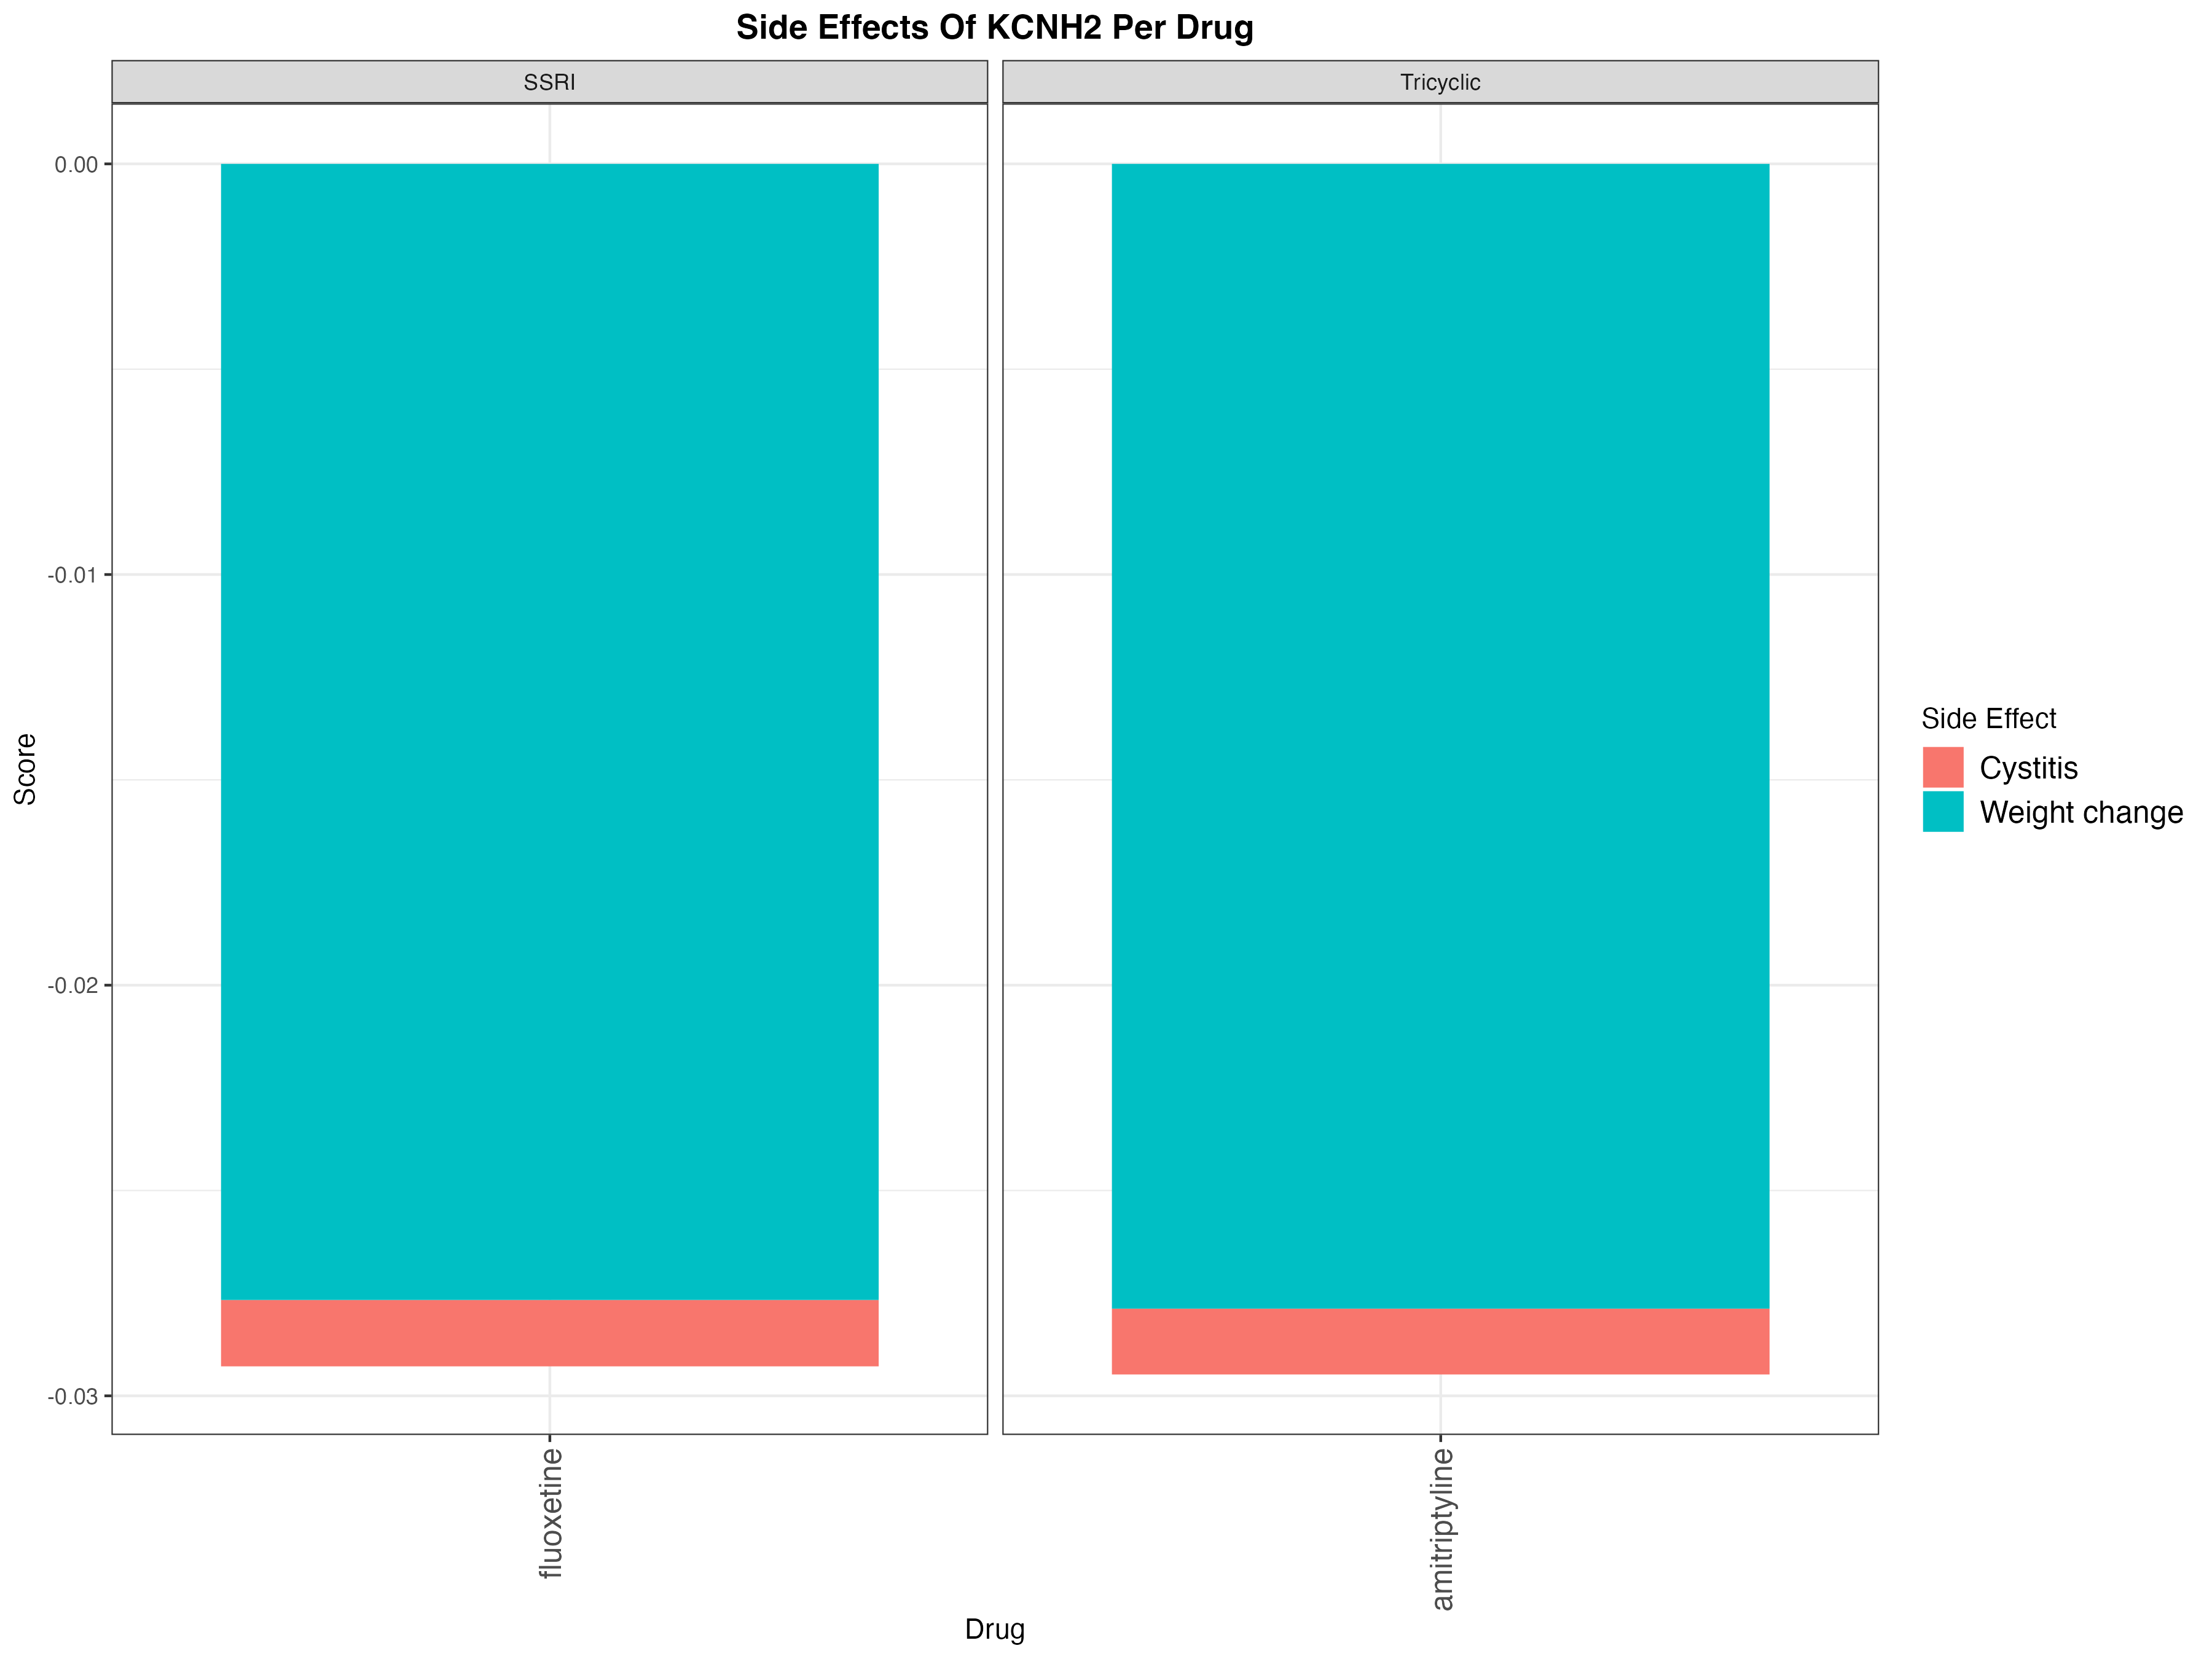 Side Effects Of KCNH2 Per Drug
SSRI
Tricyclic
0.00
-0.01
-0.02
-0.03
Score
fluoxetine
amitriptyline
Drug
Side Effect
Cystitis
Weight change